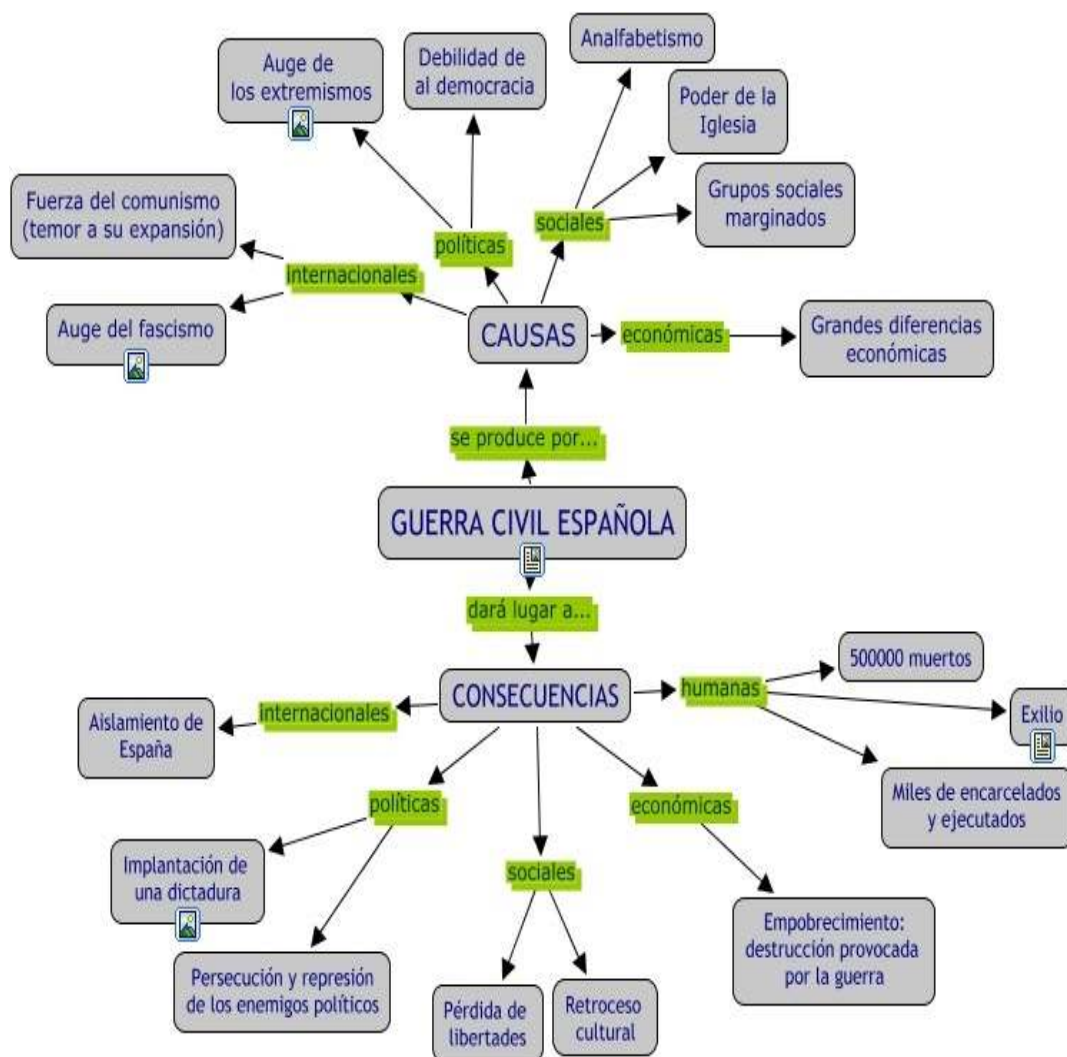 Analfabetismo
Auge de
los extremismos
Debilidad de
al democracia
Poder de la
Iglesia
Fuerza del comunismo
(temor a su expansión)
Grupos sociales
marginados
sociales
políticas
internacionales
Auge del fascismo
CAUSAS
económicas
Grandes diferencias
económicas
se produce por...
GUERRA CIVIL ESPAÑOLA
dará lugar a...
500000 muertos
CONSECUENCIAS
humanas
internacionales
Aislamiento de
España
Exilio
políticas
económicas
Miles de encarcelados
y ejecutados
Implantación de
una dictadura
sociales
Empobrecimiento:
destrucción provocada
por la guerra
Persecución y represión
de los enemigos políticos
Pérdida de
libertades
Retroceso
cultural